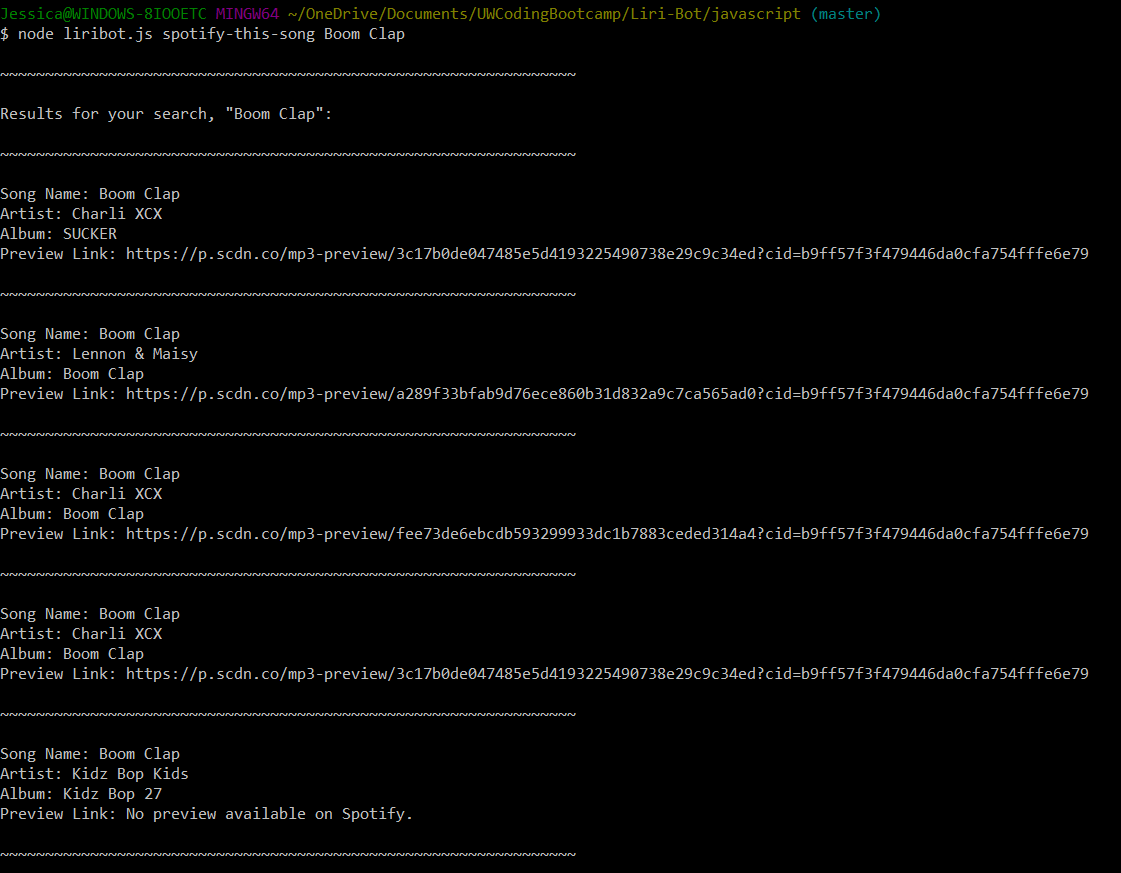 Jessica@WINDOWS-8IOOETC MINGW64 ~/OneDrive/Documents/UWCodingBootcamp/Liri-Bot/javascript (master)
$ node liribot.js spotify-this-song Boom Clap
~~~~~~~~~~~~~~~~~~~~~~~~~~~~~~~~~~~~~~~~~~~~~~~~~~~~~~~~~~~~~~~~
Results for your search, "Boom Clap":
~~~~~~~~~~~~~~~~~~~~~~~~~~~~~~~~~~~~~~~~~~~~~~~~~~~~~~~~~~~~~~~~
Song Name: Boom Clap
Artist: Charli XCX
Album: SUCKER
Preview Link: https://p.scdn.co/mp3-preview/3c17b0de047485e5d4193225490738e29c9c34ed?cid=b9ff57f3f479446da0cfa754fffe6e79
~~~~~~~~~~~~~~~~~~~~~~~~~~~~~~~~~~~~~~~~~~~~~~~~~~~~~~~~~~~~~~~~
Song Name: Boom Clap
Artist: Lennon & Maisy
Album: Boom Clap
Preview Link: https://p.scdn.co/mp3-preview/a289f33bfab9d76ece860b31d832a9c7ca565ad0?cid=b9ff57f3f479446da0cfa754fffe6e79
~~~~~~~~~~~~~~~~~~~~~~~~~~~~~~~~~~~~~~~~~~~~~~~~~~~~~~~~~~~~~~~~
Song Name: Boom Clap
Artist: Charli XCX
Album: Boom Clap
Preview Link: https://p.scdn.co/mp3-preview/fee73de6ebcdb593299933dc1b7883ceded314a4?cid=b9ff57f3f479446da0cfa754fffe6e79
~~~~~~~~~~~~~~~~~~~~~~~~~~~~~~~~~~~~~~~~~~~~~~~~~~~~~~~~~~~~~~~~
Song Name: Boom Clap
Artist: Charli XCX
Album: Boom Clap
Preview Link: https://p.scdn.co/mp3-preview/3c17b0de047485e5d4193225490738e29c9c34ed?cid=b9ff57f3f479446da0cfa754fffe6e79
~~~~~~~~~~~~~~~~~~~~~~~~~~~~~~~~~~~~~~~~~~~~~~~~~~~~~~~~~~~~~~~~
Song Name: Boom Clap
Artist: Kidz Bop Kids
Album: Kidz Bop 27
Preview Link: No preview available on Spotify.
~~~~~~~~~~~~~~~~~~~~~~~~~~~~~~~~~~~~~~~~~~~~~~~~~~~~~~~~~~~~~~~~